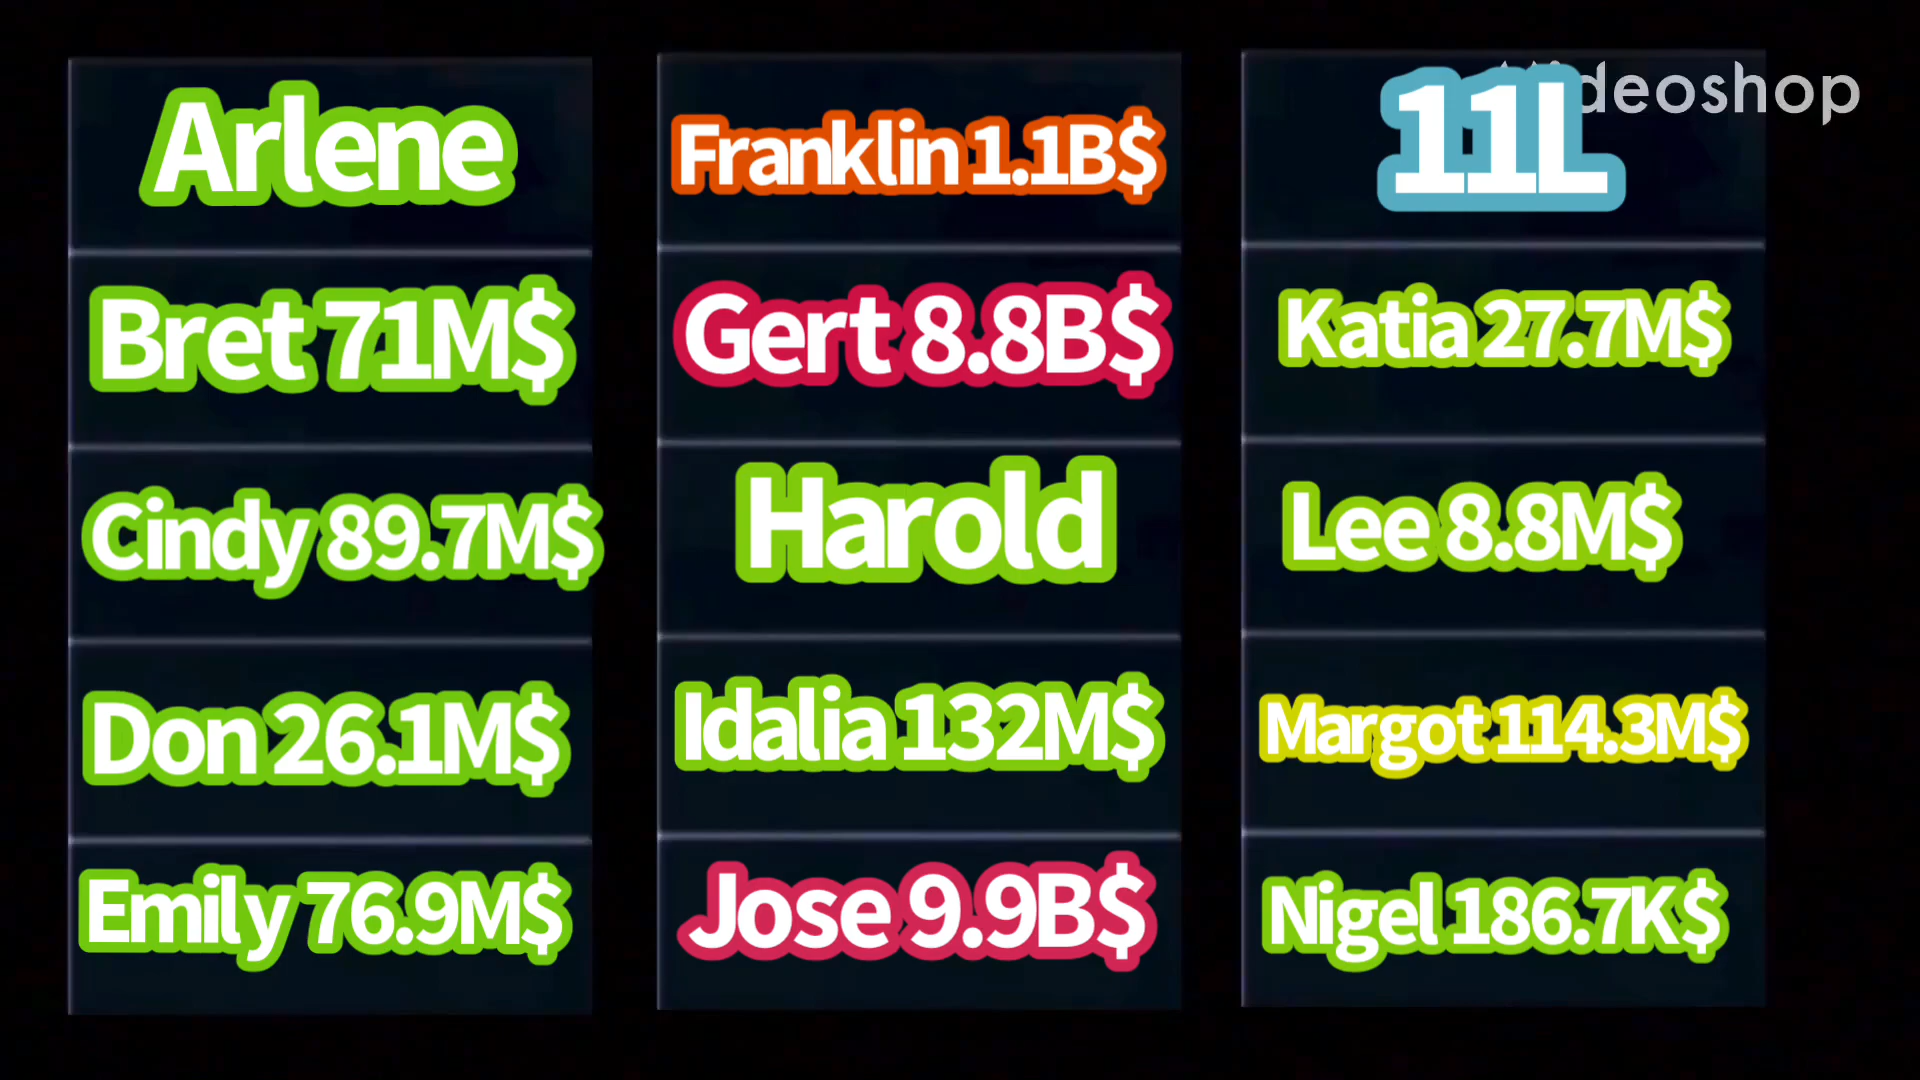 Arlene
Bret 71M$
Cindy 89.7M$
Don 26.1M$
Emily 76.9M$
Franklin 1.1B$
Gert 8.8B$
Harold
Idalia 132M$
Jose 9.9B$
11L
deoshop
Katia 27.7M$
Lee 8.8M$
Margot 114.3M$
Nigel 186.7K$